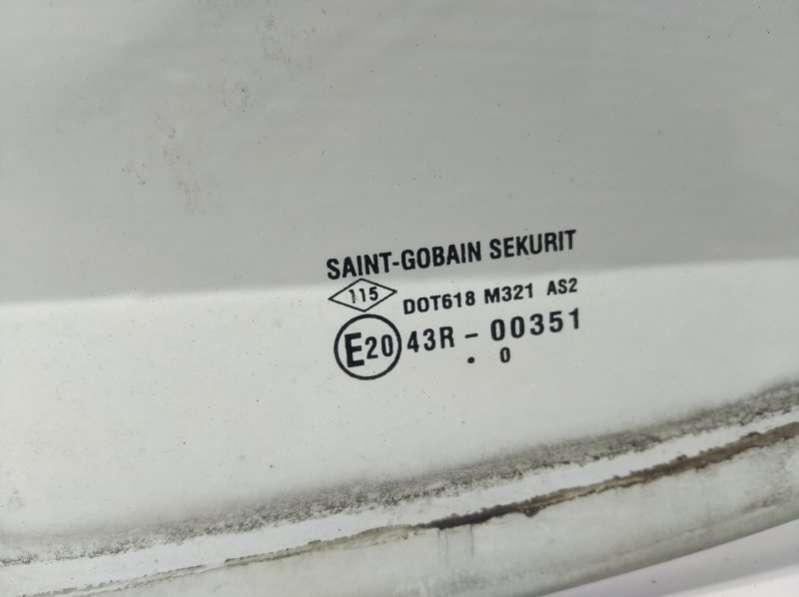 SAINT-GOBAIN SEKURIT
115 DOT618 M321 AS2
E20 43R - 00351
. 0